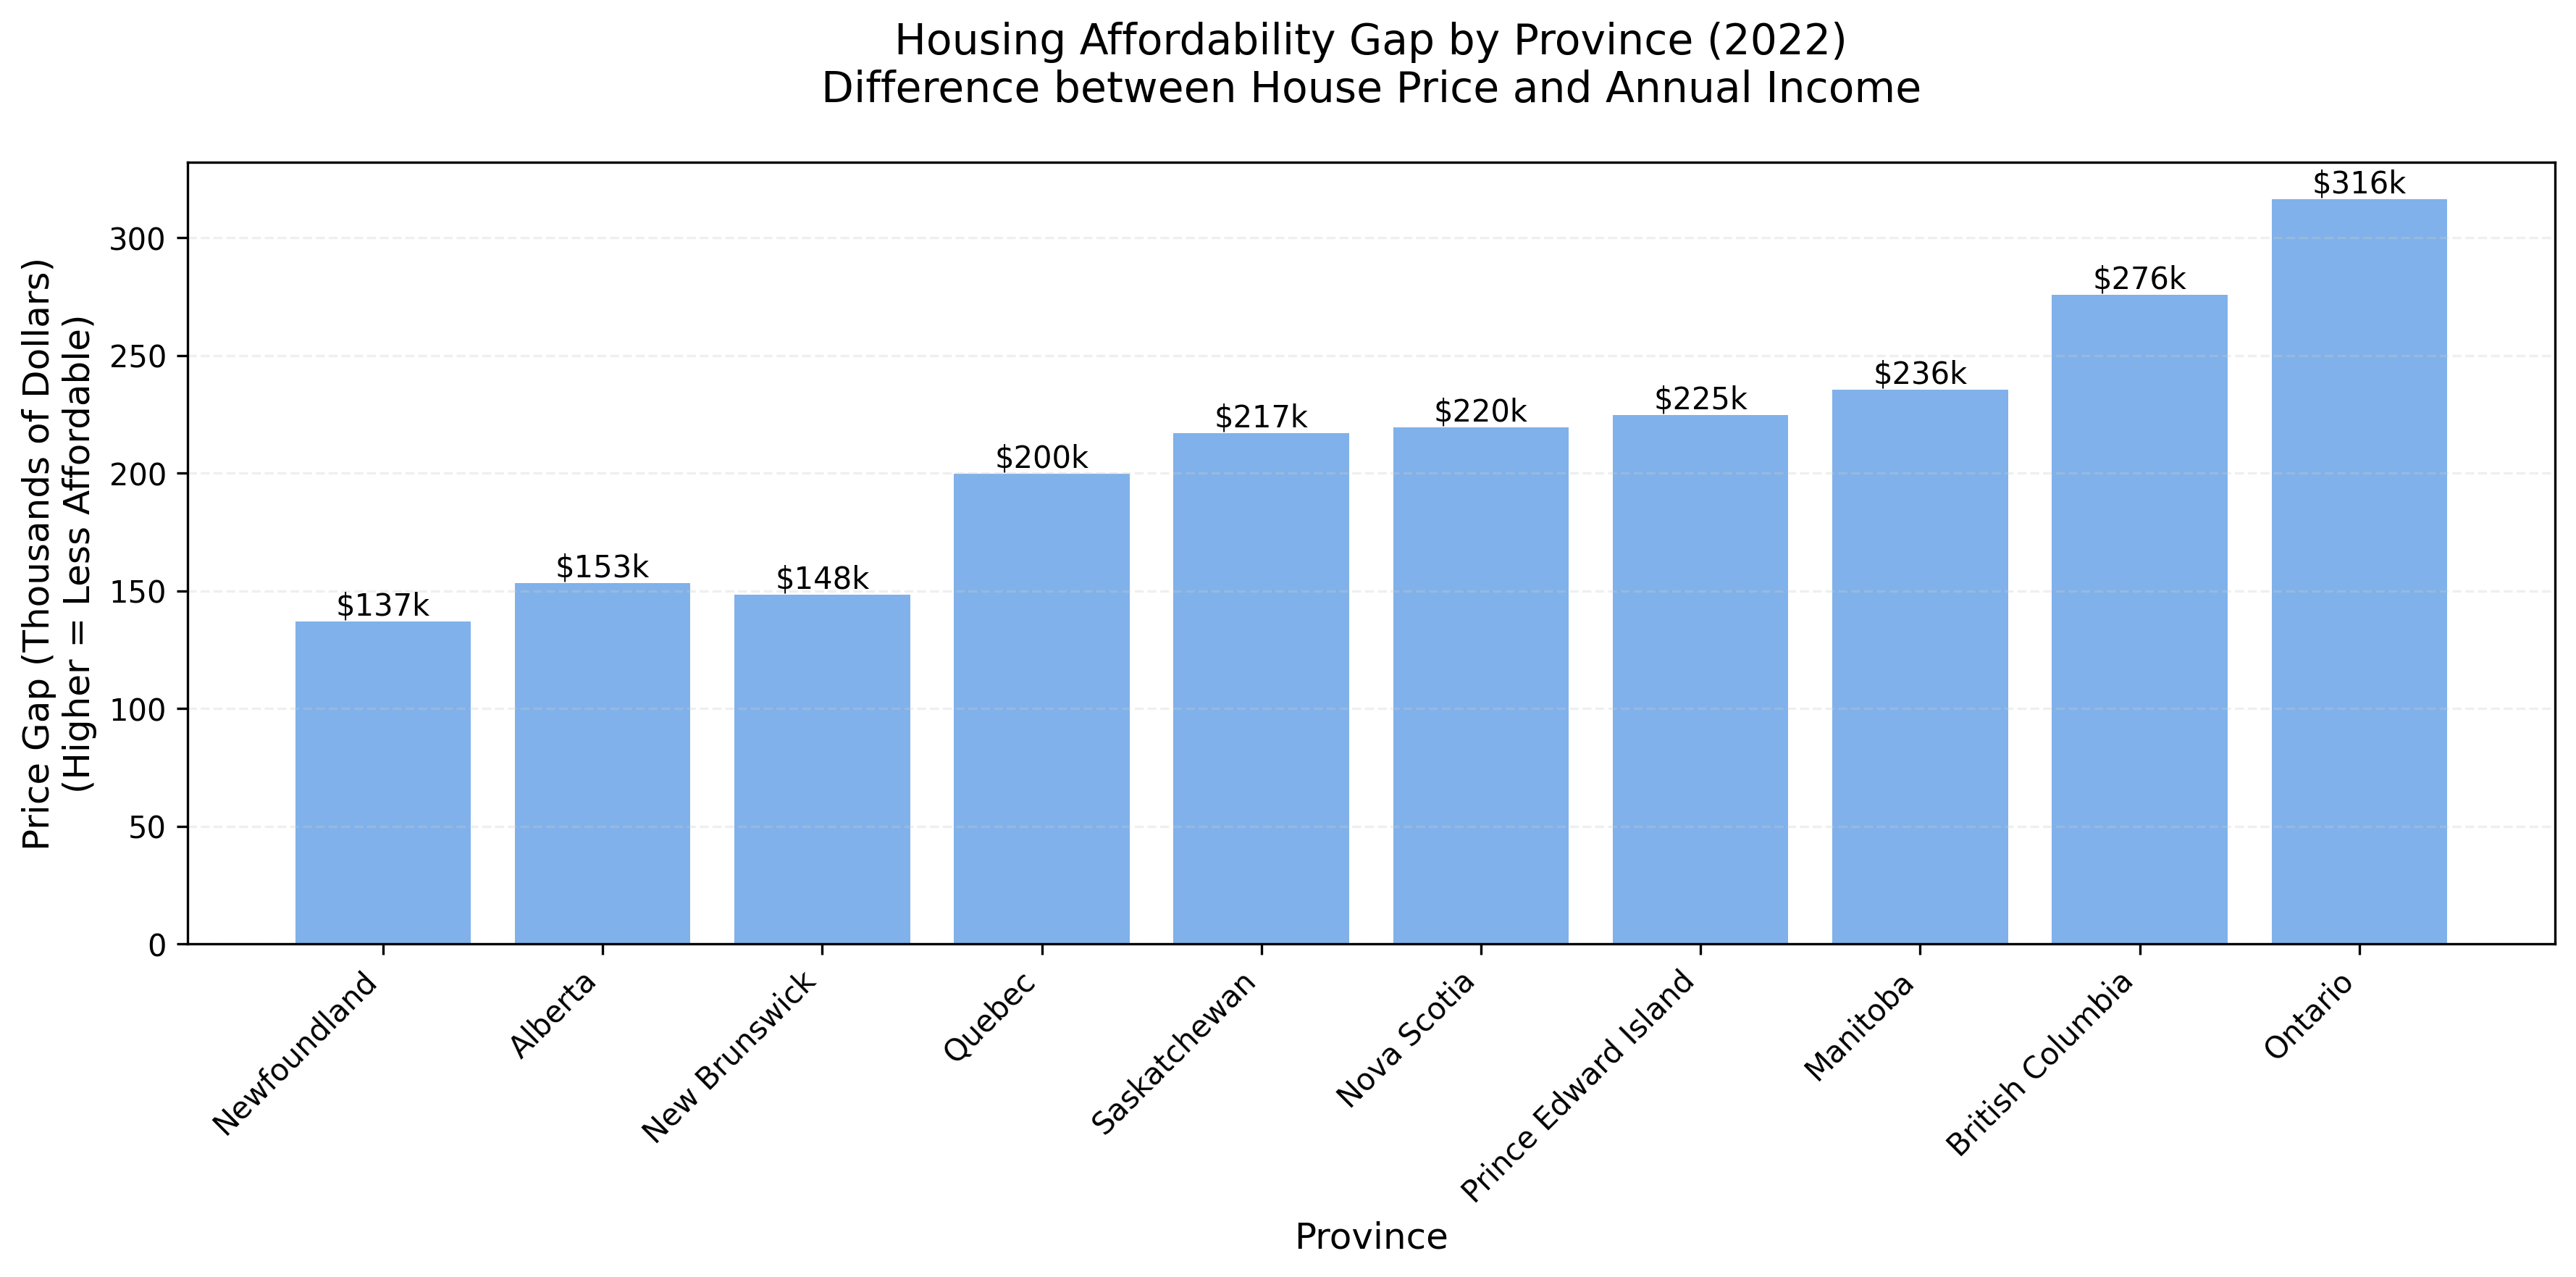 Housing Affordability Gap by Province (2022)
Difference between House Price and Annual Income
Price Gap (Thousands of Dollars)
(Higher = Less Affordable)
300
250
200
150
100
50
0
$137k
$153k
$148k
$200k
$217k
$220k
$225k
$236k
$276k
$316k
Newfoundland
Alberta
New Brunswick
Quebec
Saskatchewan
Nova Scotia
Prince Edward Island
Manitoba
British Columbia
Ontario
Province